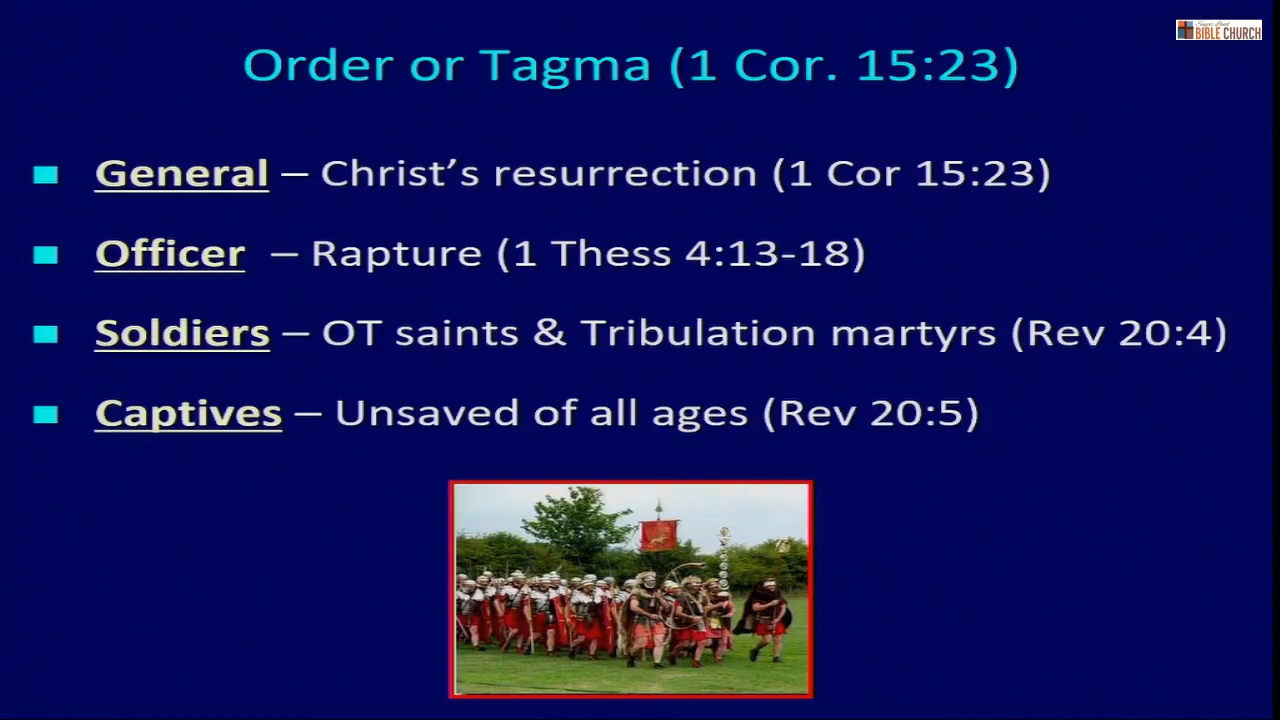 Sugar Land
BIBLE CHURCH
Order or Tagma (1 Cor. 15:23)
General – Christ’s resurrection (1 Cor 15:23)
Officer – Rapture (1 Thess 4:13-18)
Soldiers – OT saints & Tribulation martyrs (Rev 20:4)
Captives – Unsaved of all ages (Rev 20:5)